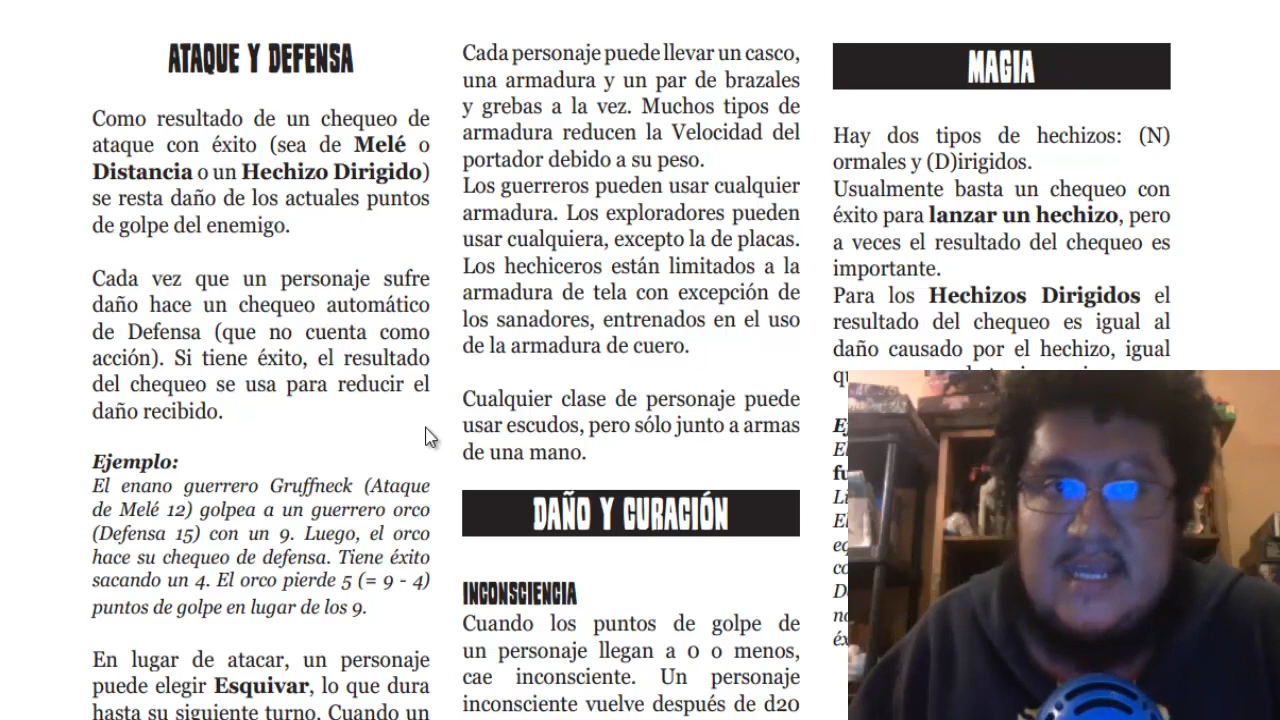 ATAQUE Y DEFENSA
Como resultado de un chequeo de
ataque con éxito (sea de Melé o
Distancia o un Hechizo Dirigido)
se resta daño de los actuales puntos
de golpe del enemigo.
Cada vez que un personaje sufre
daño hace un chequeo automático
de Defensa (que no cuenta como
acción). Si tiene éxito, el resultado
del chequeo se usa para reducir el
daño recibido.
Ejemplo:
El enano guerrero Gruffneck (Ataque
de Melé 12) golpea a un guerrero orco
(Defensa 15) con un 9. Luego, el orco
hace su chequeo de defensa. Tiene éxito
sacando un 4. El orco pierde 5 (= 9 - 4)
puntos de golpe en lugar de los 9.
En lugar de atacar, un personaje
puede elegir Esquivar, lo que dura
hasta su siguiente turno. Cuando un
Cada personaje puede llevar un casco,
una armadura y un par de brazales
y grebas a la vez. Muchos tipos de
armadura reducen la Velocidad del
portador debido a su peso.
Los guerreros pueden usar cualquier
armadura. Los exploradores pueden
usar cualquiera, excepto la de placas.
Los hechiceros están limitados a la
armadura de tela con excepción de
los sanadores, entrenados en el uso
de la armadura de cuero.
Cualquier clase de personaje puede
usar escudos, pero sólo junto a armas
de una mano.
DAÑO Y CURACIÓN
INCONSCIENCIA
Cuando los puntos de golpe de
un personaje llegan a 0 o menos,
cae inconsciente. Un personaje
inconsciente vuelve después de d20
MAGIA
Hay dos tipos de hechizos: (N)
ormales y (D)irigidos.
Usualmente basta un chequeo con
éxito para lanzar un hechizo, pero
a veces el resultado del chequeo es
importante.
Para los Hechizos Dirigidos el
resultado del chequeo es igual al
daño causado por el hechizo, igual